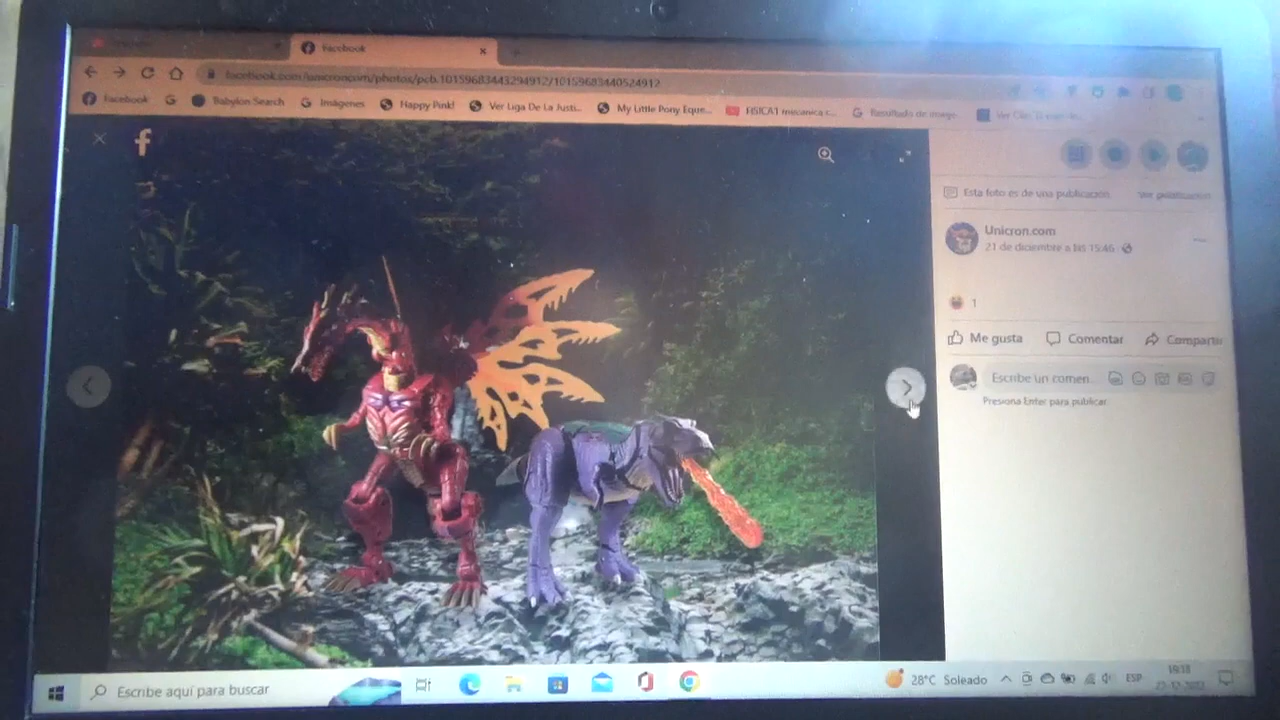 Facebook
facebook.com/unicroncom/photos/pcb.10159683443294912/10159683440524912
Facebook
Babylon Search
Imágenes
Happy Pink!
Ver Liga De La Justi...
My Little Pony Eque...
FISICA1 mecanica c...
Resultado de image...
Esta foto es de una publicación.
Ver publicación
Unicron.com
21 de diciembre a las 15:46
1
Me gusta
Comentar
Compartir
Escribe un comen...
Presiona Enter para publicar.
Escribe aquí para buscar
28°C Soleado
ESP